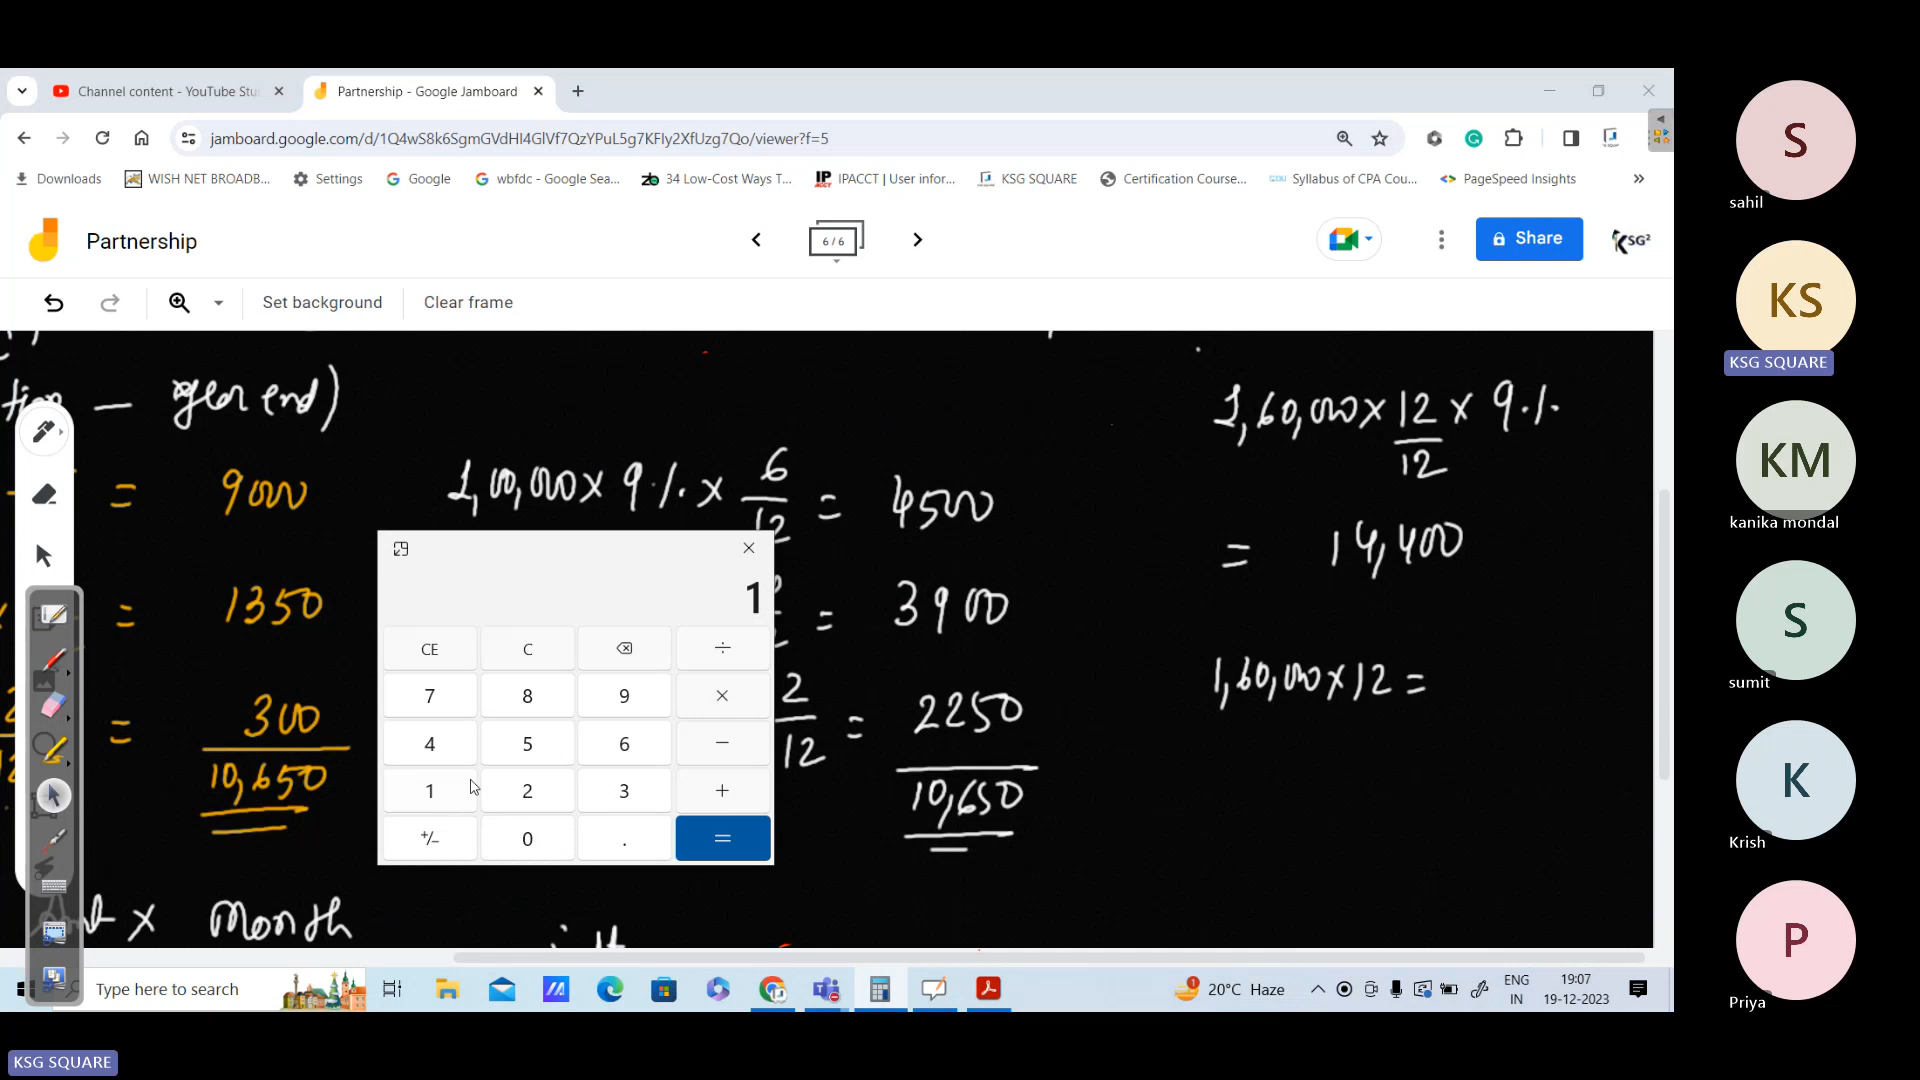 Channel content - YouTube Stu
Partnership - Google Jamboard
jamboard.google.com/d/1Q4wS8k6SgmGVdHI4GlVf7QzYPuL5g7KFIy2XfUzg7Qo/viewer?f=5
Downloads WISH NET BROADB... Settings Google wbfdc - Google Sea... 34 Low-Cost Ways T... IPACCT | User infor... KSG SQUARE Certification Course... Syllabus of CPA Cou... PageSpeed Insights »
Partnership
6 / 6
Share
KSG²
Set background Clear frame
— year end)
= 9000
= 1350
= 300
10,650
× Month
1,00,000 × 9% × 6/12 = 4500
= 3900
2/12 = 2250
10,650
1,60,000 × 12/12 × 9%
= 14,400
1,60,000 × 12 =
1
CE C ÷
7 8 9 ×
4 5 6 −
1 2 3 +
+/− 0 . =
Type here to search
20°C Haze
ENG
IN
19:07
19-12-2023
S
sahil
KS
KSG SQUARE
KM
kanika mondal
S
sumit
K
Krish
P
Priya
KSG SQUARE